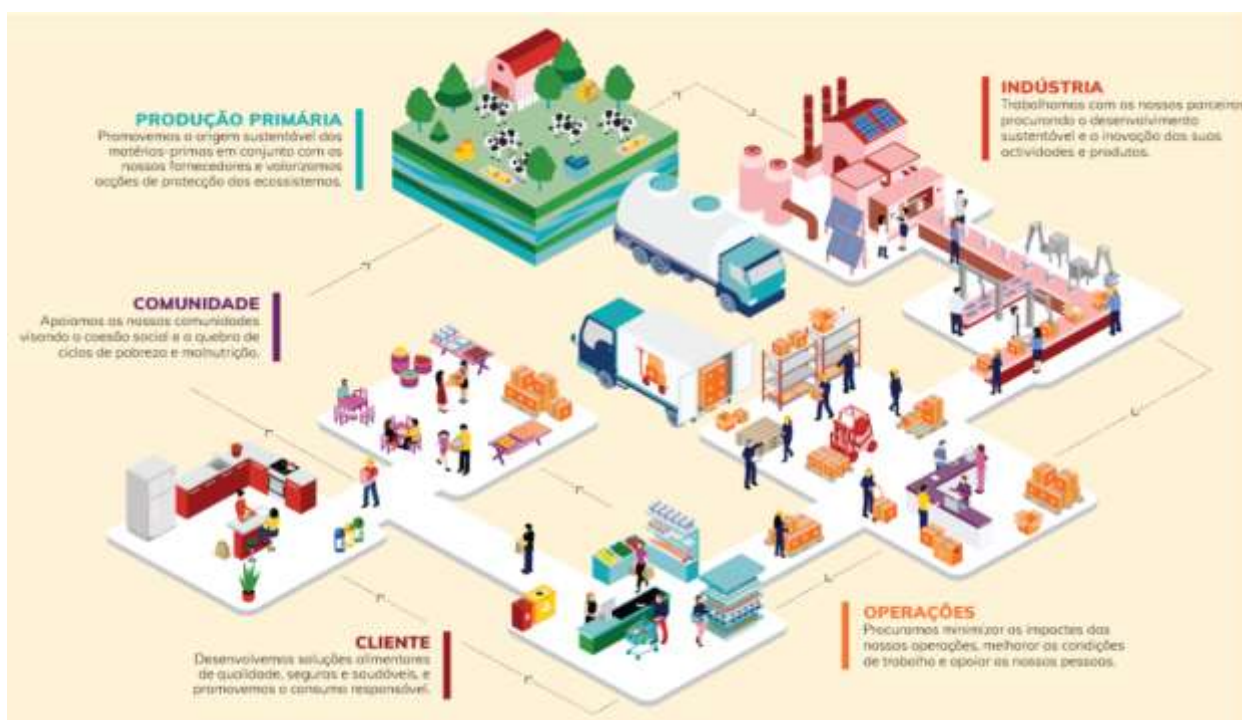 PRODUÇÃO PRIMÁRIA
Promovemos a origem sustentável das
matérias-primas em conjunto com os
nossos fornecedores e valorizamos
acções de protecção dos ecossistemas.
INDÚSTRIA
Trabalhamos com os nossos parceiros
procurando o desenvolvimento
sustentável e a inovação das suas
actividades e produtos.
COMUNIDADE
Apoiamos as nossas comunidades
visando a coesão social e a quebra de
ciclos de pobreza e malnutrição.
OPERAÇÕES
Procuramos minimizar os impactes das
nossas operações, melhorar as condições
de trabalho e apoiar as nossas pessoas.
CLIENTE
Desenvolvemos soluções alimentares
de qualidade, seguras e saudáveis, e
promovemos o consumo responsável.